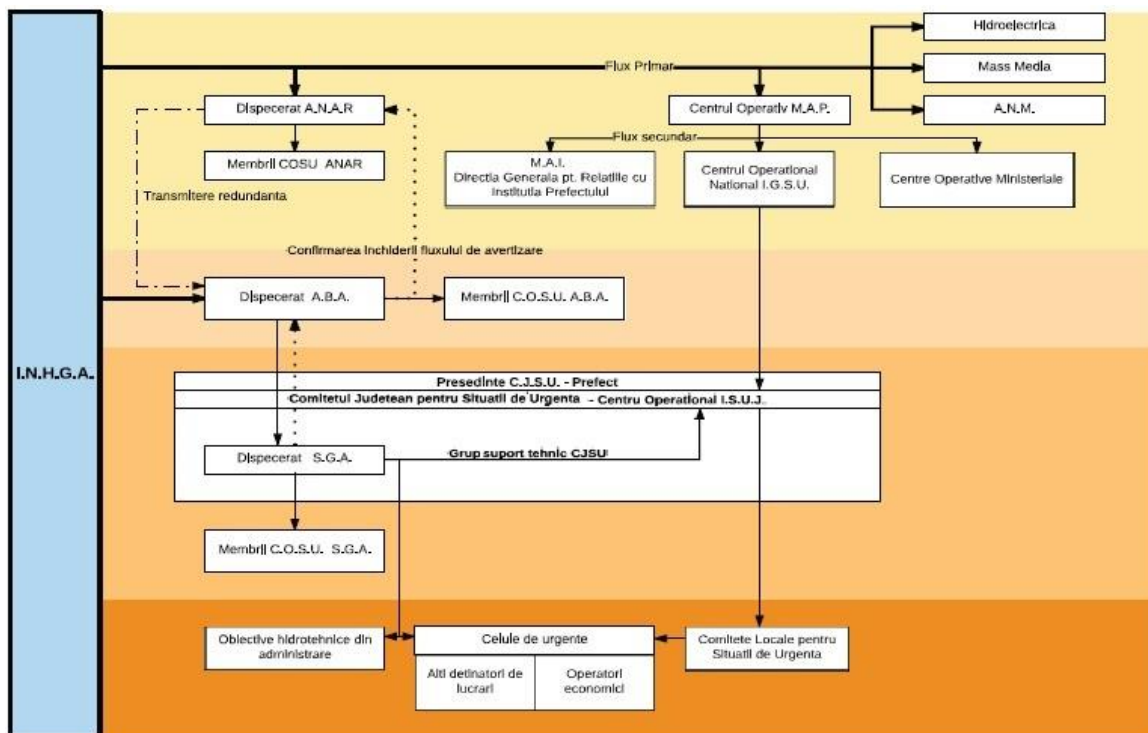 I.N.H.G.A.
Hidroelectrica
Flux Primar
Mass Media
Dispecerat A.N.A.R
Centrul Operativ M.A.P.
A.N.M.
Flux secundar
Membrii COSU ANAR
M.A.I.
Directia Generala pt. Relatiile cu
Institutia Prefectului
Centrul Operational
National I.G.S.U.
Centre Operative Ministeriale
Transmitere redundanta
Confirmarea inchiderii fluxului de avertizare
Dispecerat A.B.A.
Membrii C.O.S.U. A.B.A.
Presedinte C.J.S.U. - Prefect
Comitetul Judetean pentru Situatii de Urgenta - Centru Operational I.S.U.J.
Dispecerat S.G.A.
Grup suport tehnic CJSU
Membrii C.O.S.U. S.G.A.
Obiective hidrotehnice din
administrare
Celule de urgente
Alti detinatori de
lucrari
Operatori
economici
Comitete Locale pentru
Situatii de Urgenta